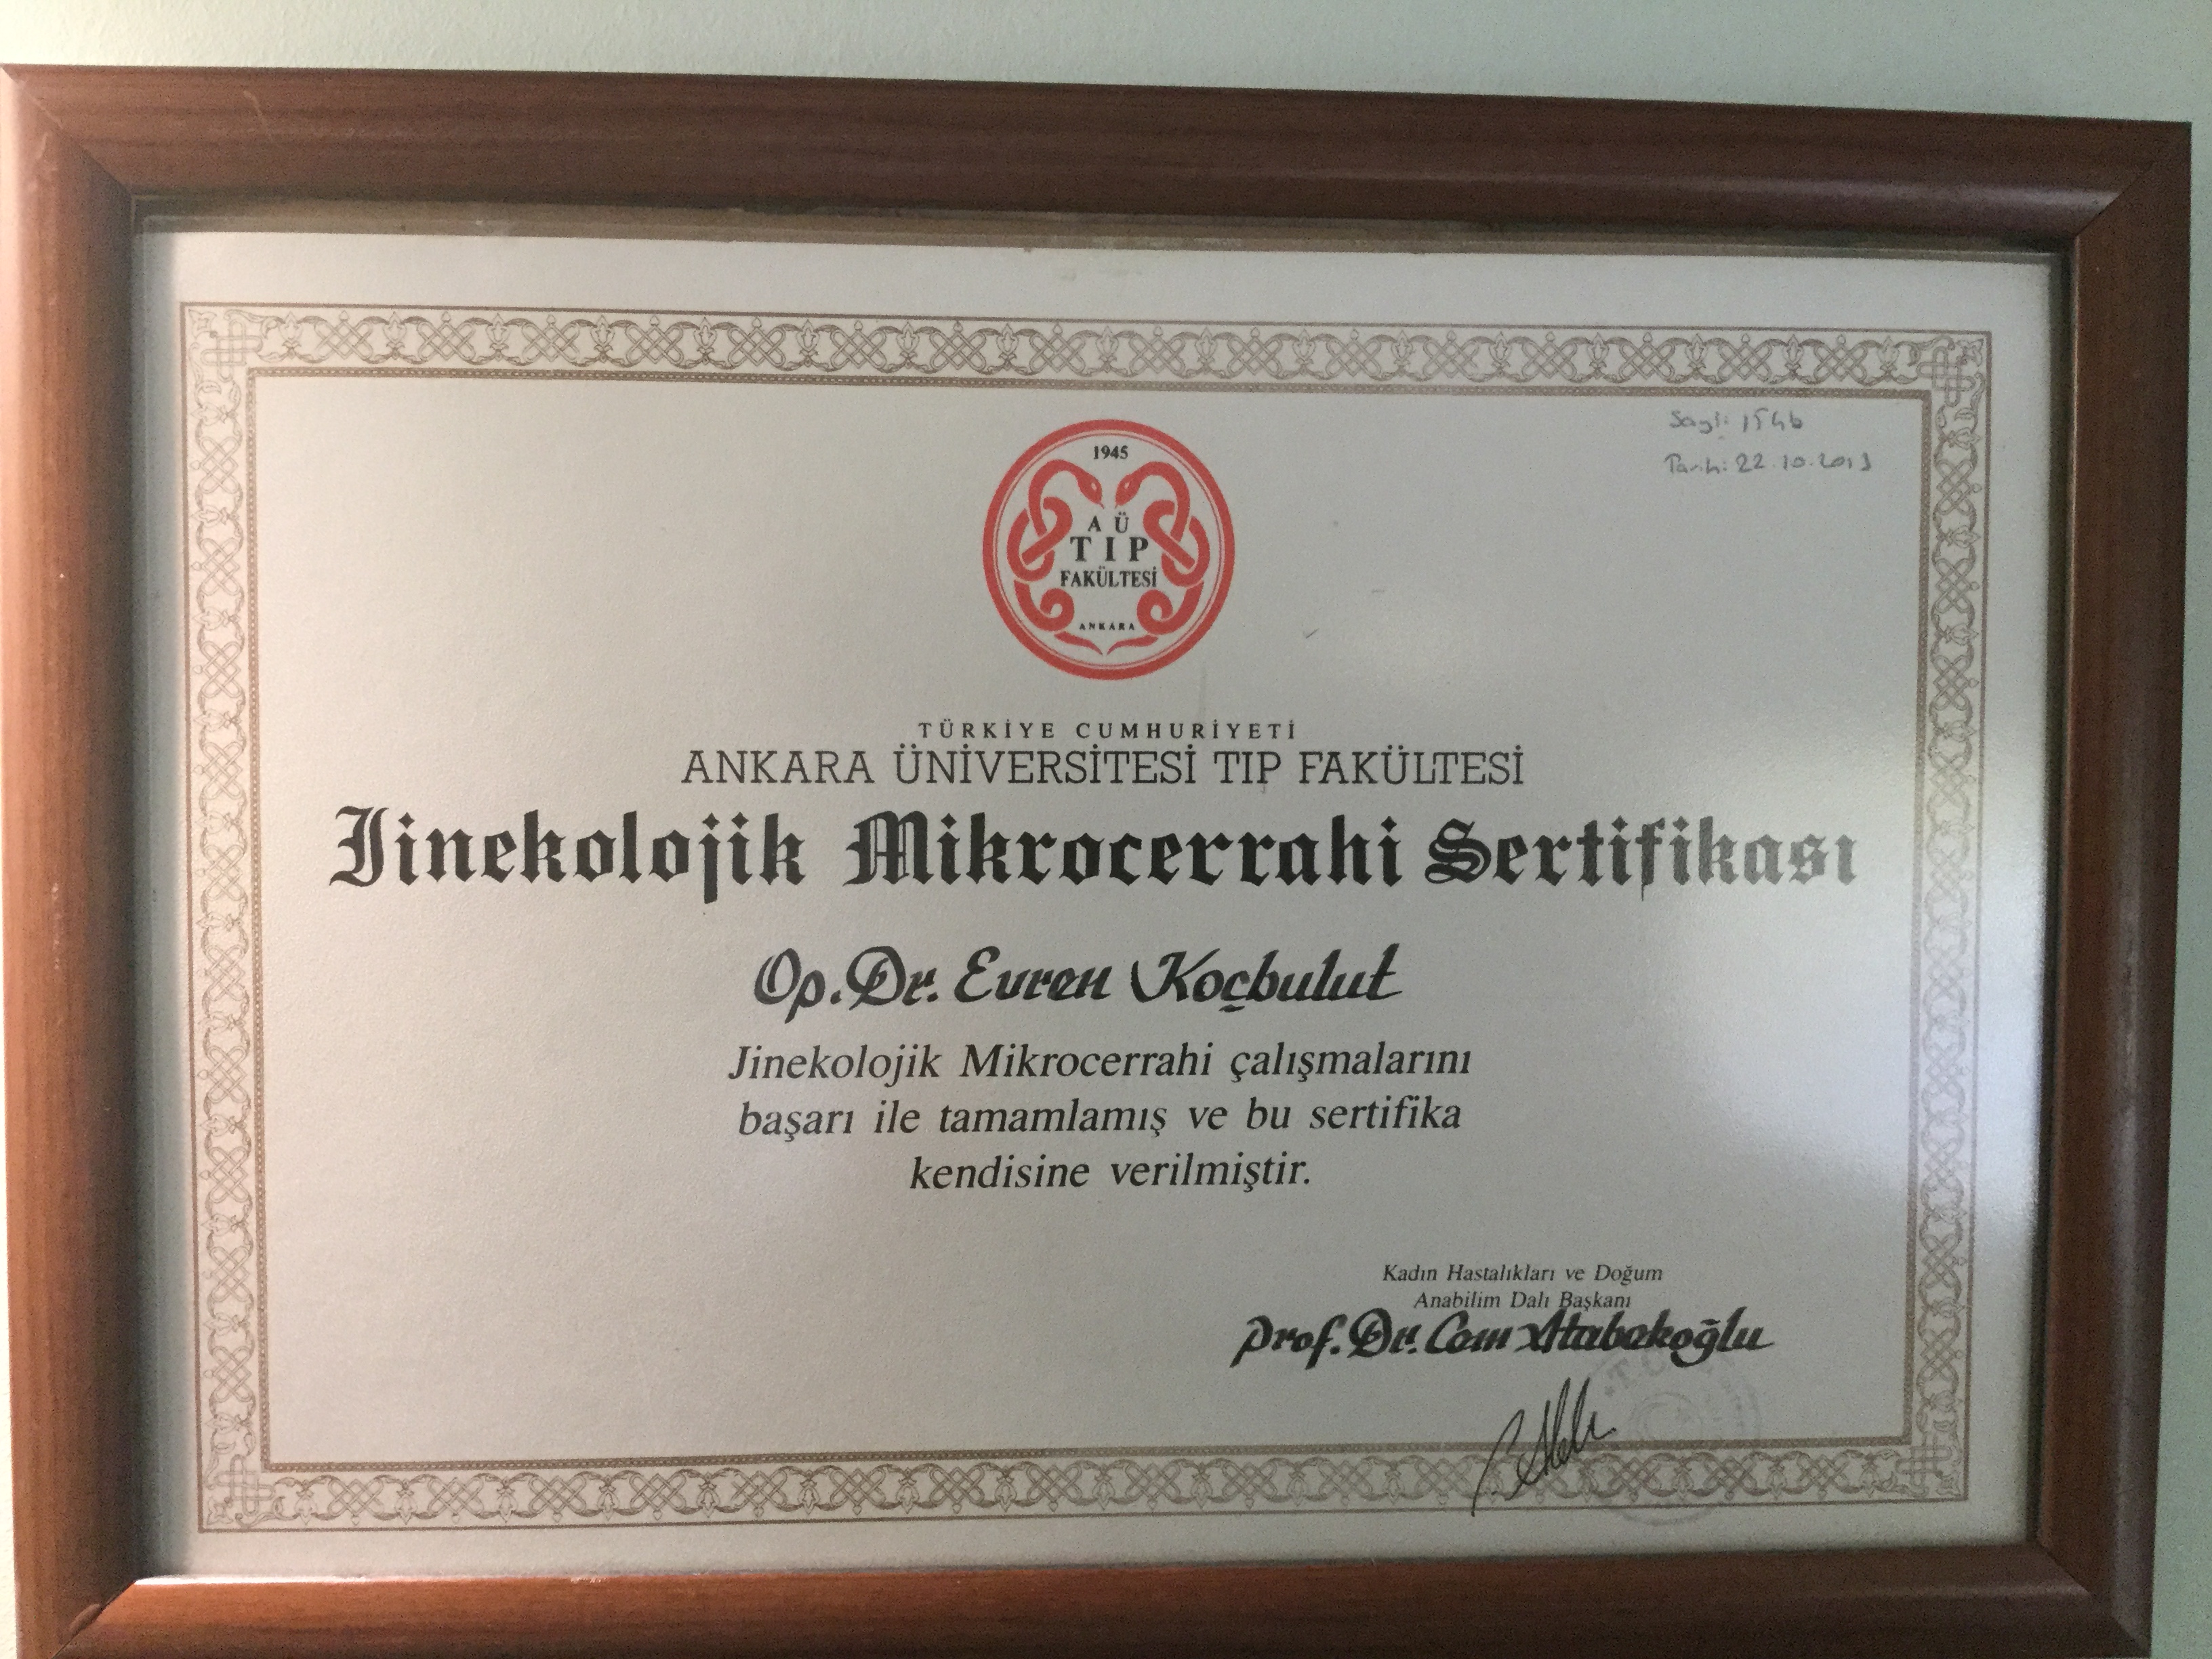 Sayı: 1546
Tarih: 22.10.2013
1945
AÜ
TIP
FAKÜLTESİ
ANKARA
TÜRKİYE CUMHURİYETİ
ANKARA ÜNİVERSİTESİ TIP FAKÜLTESİ
Jinekolojik Mikrocerrahi Sertifikası
Op. Dr. Evren Koçbulut
Jinekolojik Mikrocerrahi çalışmalarını
başarı ile tamamlamış ve bu sertifika
kendisine verilmiştir.
Kadın Hastalıkları ve Doğum
Anabilim Dalı Başkanı
Prof. Dr. Cem Atabekoğlu
T.C.